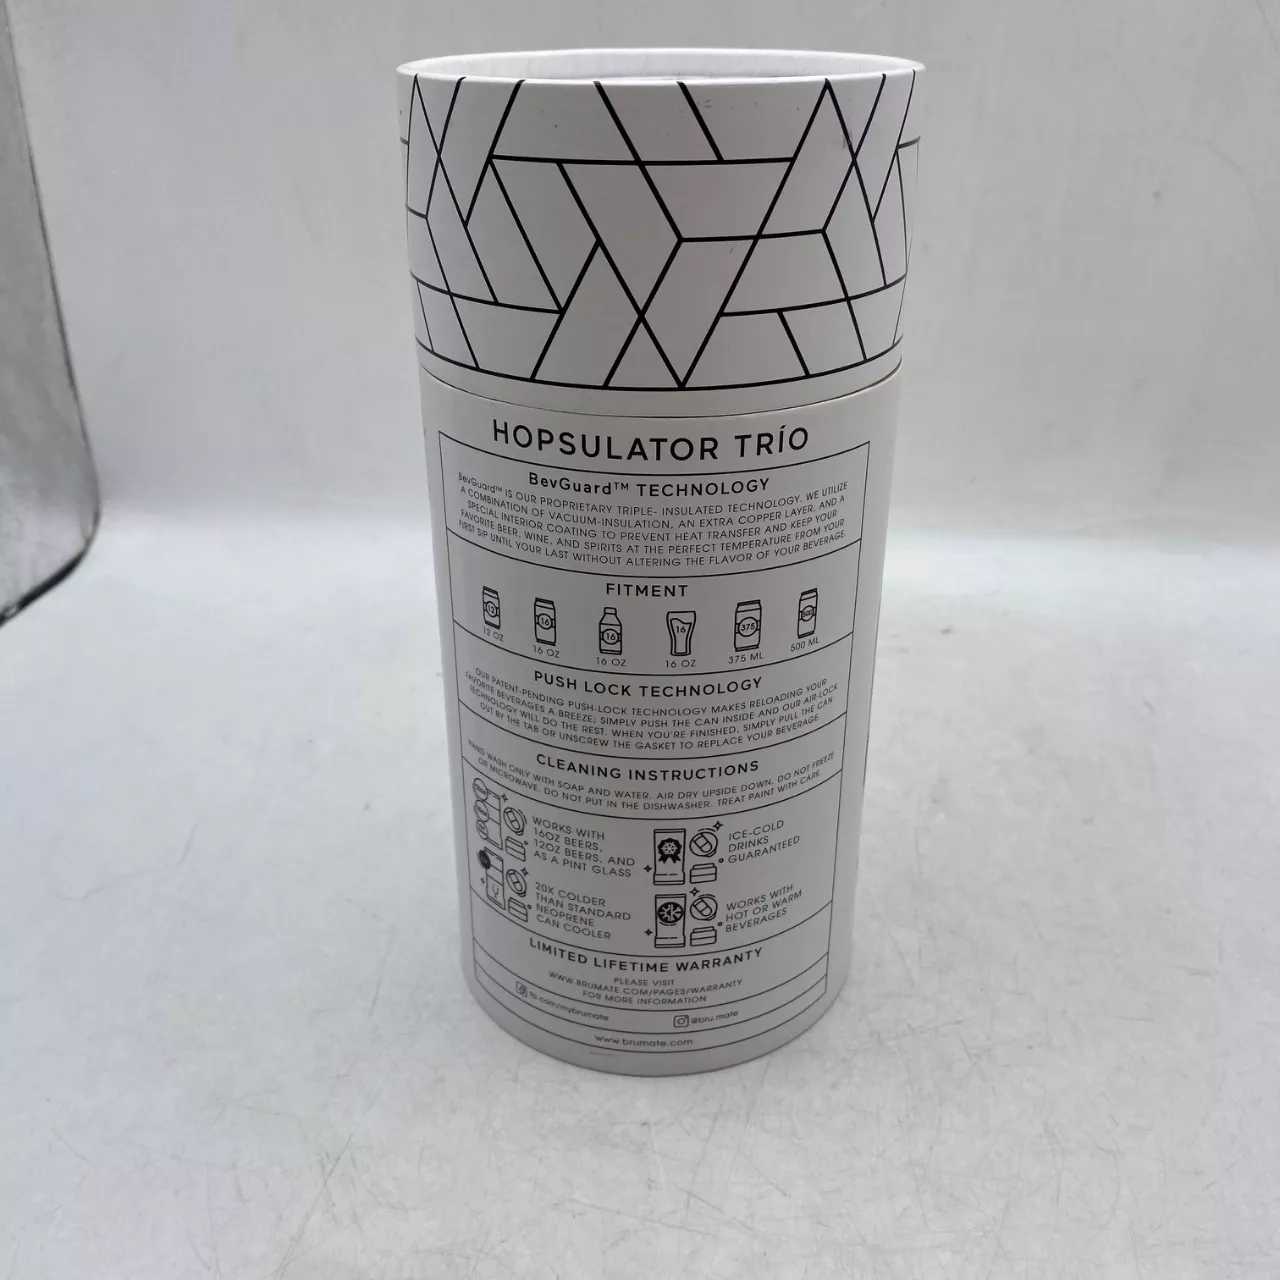 HOPSULATOR TRÍO
BevGuard™ TECHNOLOGY
BevGuard™ IS OUR PROPRIETARY TRIPLE- INSULATED TECHNOLOGY. WE UTILIZE
A COMBINATION OF VACUUM-INSULATION, AN EXTRA COPPER LAYER, AND A
SPECIAL INTERIOR COATING TO PREVENT HEAT TRANSFER AND KEEP YOUR
FAVORITE BEER, WINE, AND SPIRITS AT THE PERFECT TEMPERATURE FROM YOUR
FIRST SIP UNTIL YOUR LAST WITHOUT ALTERING THE FLAVOR OF YOUR BEVERAGE.
FITMENT
12 16 16 16 375 500
12 OZ 16 OZ 16 OZ 16 OZ 375 ML 500 ML
PUSH LOCK TECHNOLOGY
OUR PATENT-PENDING PUSH-LOCK TECHNOLOGY MAKES RELOADING YOUR
FAVORITE BEVERAGES A BREEZE; SIMPLY PUSH THE CAN INSIDE AND OUR AIR-LOCK
TECHNOLOGY WILL DO THE REST. WHEN YOU'RE FINISHED, SIMPLY PULL THE CAN
OUT BY THE TAB OR UNSCREW THE GASKET TO REPLACE YOUR BEVERAGE.
CLEANING INSTRUCTIONS
HAND WASH ONLY WITH SOAP AND WATER. AIR DRY UPSIDE DOWN. DO NOT FREEZE
OR MICROWAVE. DO NOT PUT IN THE DISHWASHER. TREAT PAINT WITH CARE.
WORKS WITH
16OZ BEERS,
12OZ BEERS, AND
AS A PINT GLASS
ICE-COLD
DRINKS
GUARANTEED
20X COLDER
THAN STANDARD
NEOPRENE
CAN COOLER
WORKS WITH
HOT OR WARM
BEVERAGES
LIMITED LIFETIME WARRANTY
PLEASE VISIT
WWW.BRUMATE.COM/PAGES/WARRANTY
FOR MORE INFORMATION
fb.com/mybrumate @bru.mate
www.brumate.com